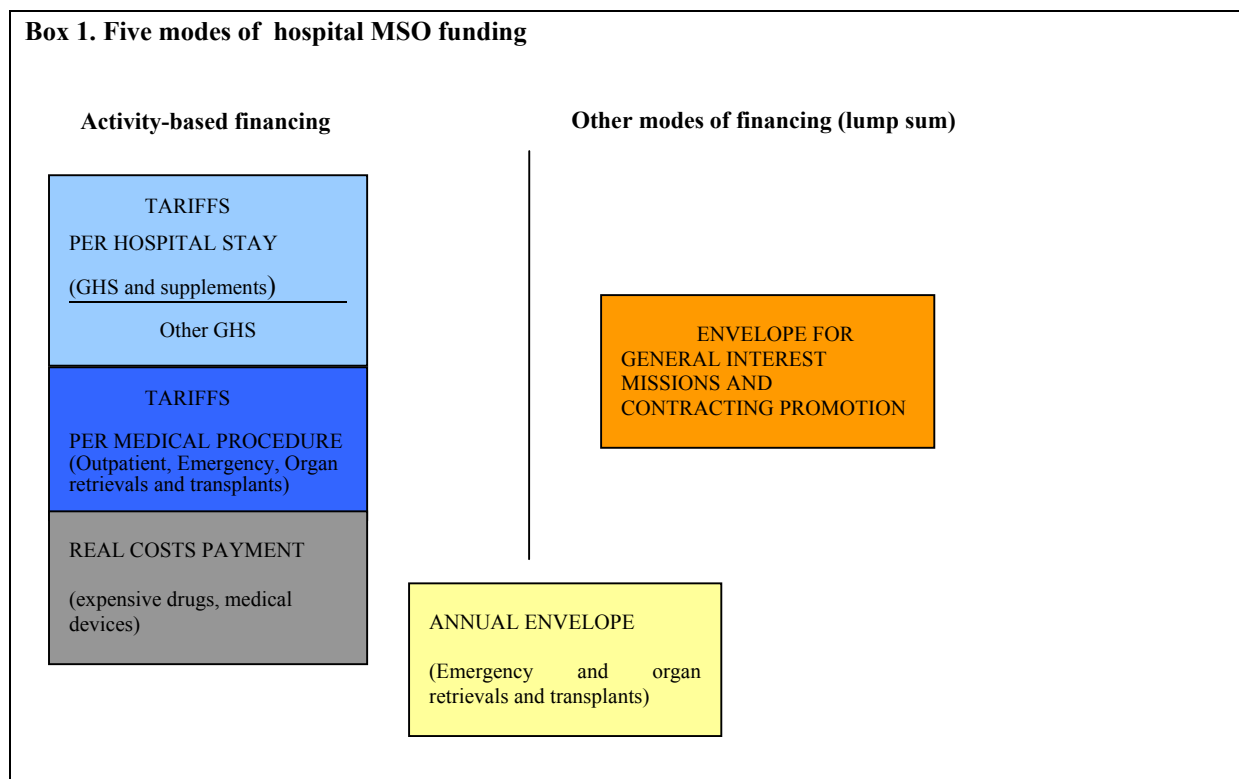 Box 1. Five modes of hospital MSO funding
Activity-based financing
Other modes of financing (lump sum)
TARIFFS
PER HOSPITAL STAY
(GHS and supplements)
Other GHS
TARIFFS
PER MEDICAL PROCEDURE
(Outpatient, Emergency, Organ
retrievals and transplants)
REAL COSTS PAYMENT
(expensive drugs, medical
devices)
ENVELOPE FOR
GENERAL INTEREST
MISSIONS AND
CONTRACTING PROMOTION
ANNUAL ENVELOPE
(Emergency and organ
retrievals and transplants)